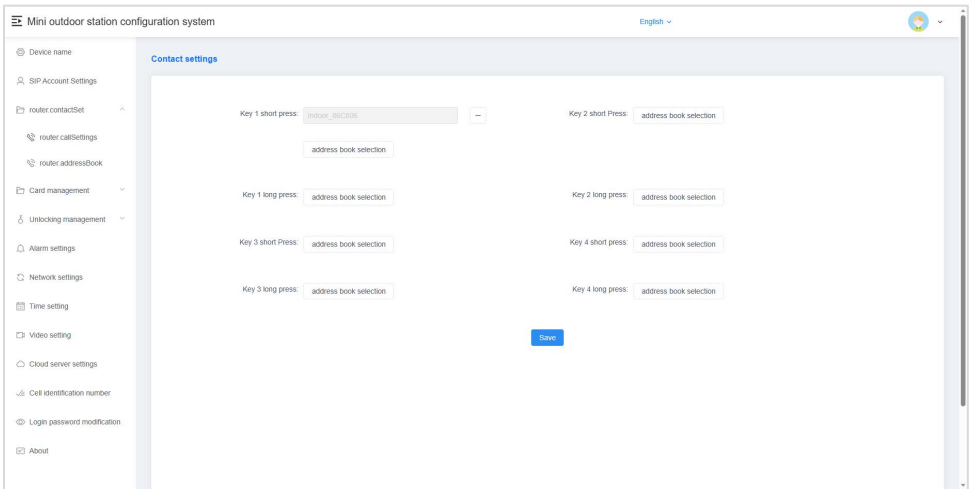 Mini outdoor station configuration system
English
Device name
SIP Account Settings
router.contactSet
router.callSettings
router.addressBook
Card management
Unlocking management
Alarm settings
Network settings
Time setting
Video setting
Cloud server settings
Cell identification number
Login password modification
About
Contact settings
Key 1 short press: Indoor_86C806 −
address book selection
Key 2 short Press: address book selection
Key 1 long press: address book selection
Key 2 long press: address book selection
Key 3 short Press: address book selection
Key 4 short press: address book selection
Key 3 long press: address book selection
Key 4 long press: address book selection
Save